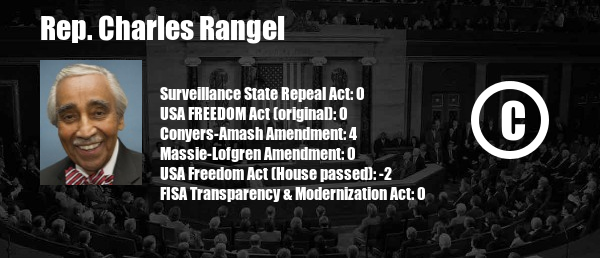 Rep. Charles Rangel
Surveillance State Repeal Act: 0
USA FREEDOM Act (original): 0
Conyers-Amash Amendment: 4
Massie-Lofgren Amendment: 0
USA Freedom Act (House passed): -2
FISA Transparency & Modernization Act: 0
C